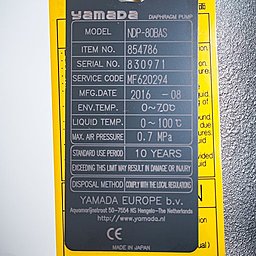 yamada DIAPHRAGM PUMP
MODEL NDP-80BAS
ITEM NO. 854786
SERIAL NO. 830971
SERVICE CODE MF620294
MFG.DATE 2016 -08
ENV.TEMP. 0~70℃
LIQUID TEMP. 0~100℃
MAX. AIR PRESSURE 0.7 MPa
STANDARD USE PERIOD 10 YEARS
EXCEEDING THIS UNIT MAY RESULT IN DAMAGE OR INJURY
DISPOSAL METHOD COMPLY WITH THE LOCAL REGULATIONS
YAMADA EUROPE b.v.
Aquamarijnstraat 50-7554 NS Hengelo-The Netherlands
http://www.yamada.nl
CE
MADE IN JAPAN